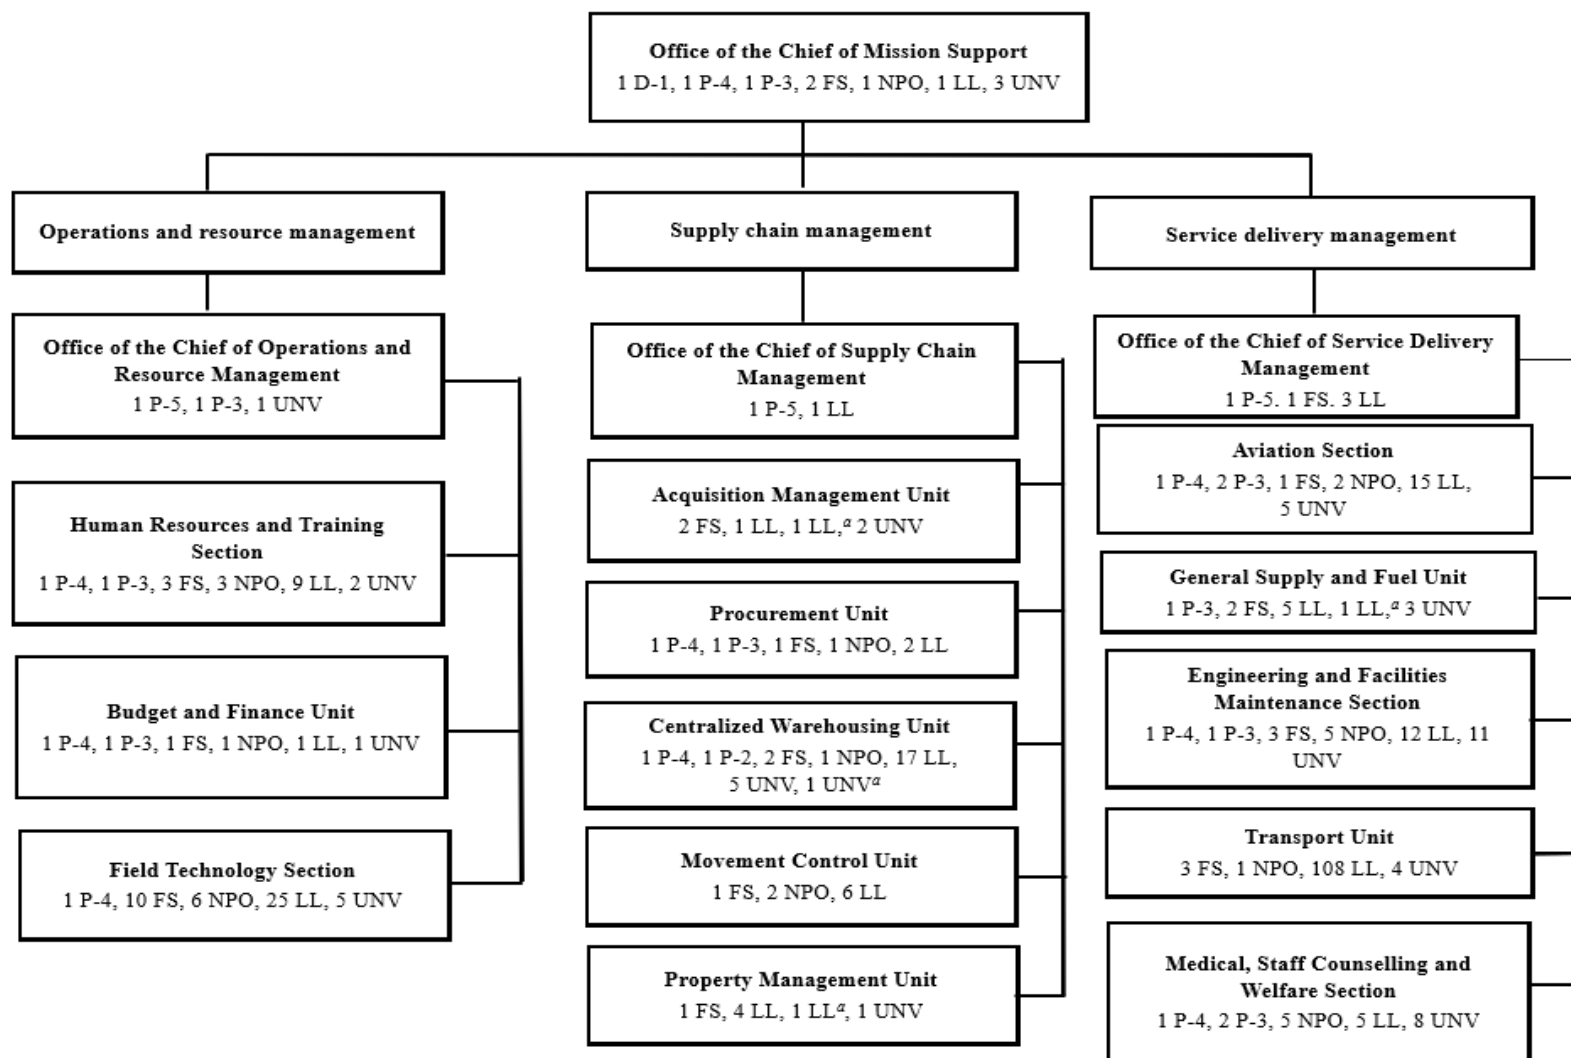 Office of the Chief of Mission Support
1 D-1, 1 P-4, 1 P-3, 2 FS, 1 NPO, 1 LL, 3 UNV
Operations and resource management
Supply chain management
Service delivery management
Office of the Chief of Operations and
Resource Management
1 P-5, 1 P-3, 1 UNV
Human Resources and Training
Section
1 P-4, 1 P-3, 3 FS, 3 NPO, 9 LL, 2 UNV
Budget and Finance Unit
1 P-4, 1 P-3, 1 FS, 1 NPO, 1 LL, 1 UNV
Field Technology Section
1 P-4, 10 FS, 6 NPO, 25 LL, 5 UNV
Office of the Chief of Supply Chain
Management
1 P-5, 1 LL
Acquisition Management Unit
2 FS, 1 LL, 1 LL,ᵃ 2 UNV
Procurement Unit
1 P-4, 1 P-3, 1 FS, 1 NPO, 2 LL
Centralized Warehousing Unit
1 P-4, 1 P-2, 2 FS, 1 NPO, 17 LL,
5 UNV, 1 UNVᵃ
Movement Control Unit
1 FS, 2 NPO, 6 LL
Property Management Unit
1 FS, 4 LL, 1 LLᵃ, 1 UNV
Office of the Chief of Service Delivery
Management
1 P-5. 1 FS. 3 LL
Aviation Section
1 P-4, 2 P-3, 1 FS, 2 NPO, 15 LL,
5 UNV
General Supply and Fuel Unit
1 P-3, 2 FS, 5 LL, 1 LL,ᵃ 3 UNV
Engineering and Facilities
Maintenance Section
1 P-4, 1 P-3, 3 FS, 5 NPO, 12 LL, 11
UNV
Transport Unit
3 FS, 1 NPO, 108 LL, 4 UNV
Medical, Staff Counselling and
Welfare Section
1 P-4, 2 P-3, 5 NPO, 5 LL, 8 UNV